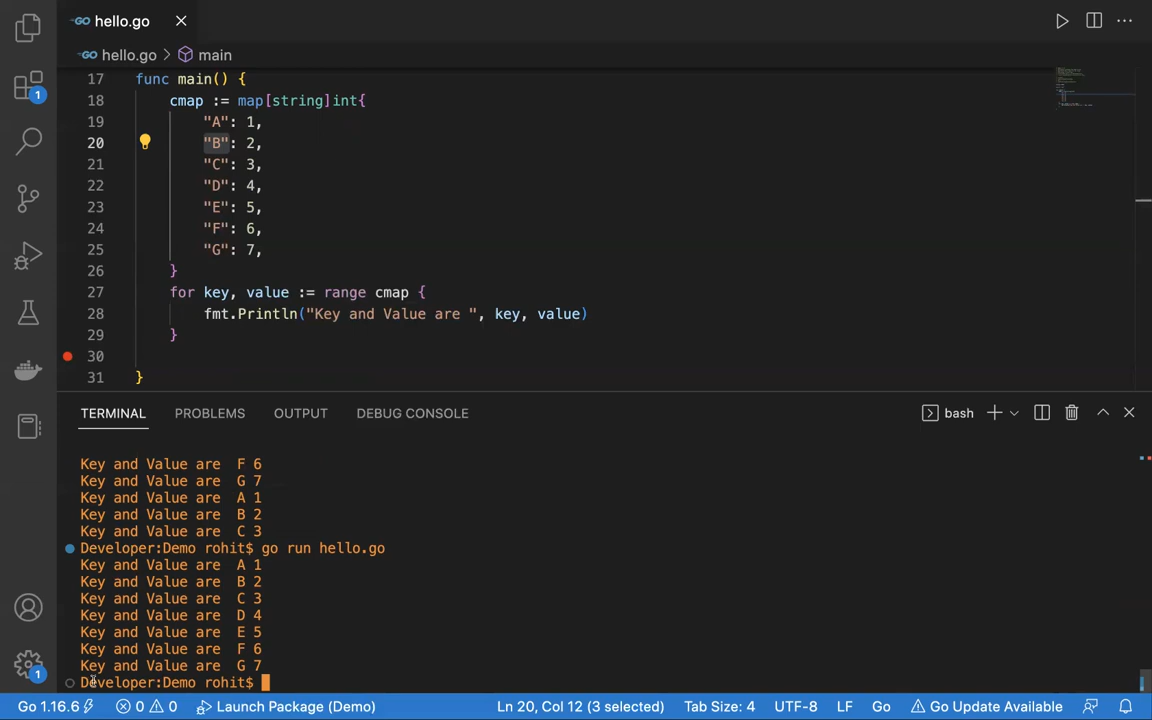 GO hello.go
GO hello.go > main
17 func main() {
18 cmap := map[string]int{
19 "A": 1,
20 "B": 2,
21 "C": 3,
22 "D": 4,
23 "E": 5,
24 "F": 6,
25 "G": 7,
26 }
27 for key, value := range cmap {
28 fmt.Println("Key and Value are ", key, value)
29 }
30
31 }
TERMINAL PROBLEMS OUTPUT DEBUG CONSOLE bash
Key and Value are  F 6
Key and Value are  G 7
Key and Value are  A 1
Key and Value are  B 2
Key and Value are  C 3
Developer:Demo rohit$ go run hello.go
Key and Value are  A 1
Key and Value are  B 2
Key and Value are  C 3
Key and Value are  D 4
Key and Value are  E 5
Key and Value are  F 6
Key and Value are  G 7
Developer:Demo rohit$
1
1
Go 1.16.6 0 0 Launch Package (Demo) Ln 20, Col 12 (3 selected) Tab Size: 4 UTF-8 LF Go Go Update Available